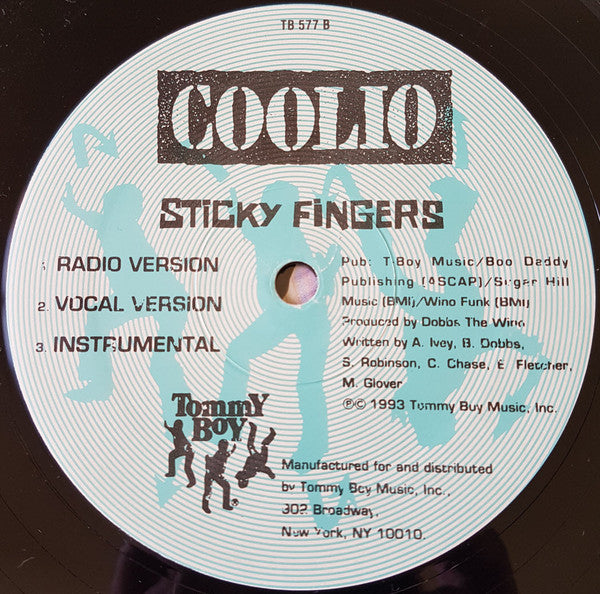 TB 577 B
COOLIO
STICKY FINGERS
1. RADIO VERSION
2. VOCAL VERSION
3. INSTRUMENTAL
Pub: T-Boy Music/Boo Daddy
Publishing (ASCAP)/Sugar Hill
Music (BMI)/Wino Funk (BMI)
Produced by Dobbs The Wino
Written by A. Ivey, B. Dobbs,
S. Robinson, C. Chase, E. Fletcher,
M. Glover
℗© 1993 Tommy Boy Music, Inc.
Tommy
Boy
®
Manufactured for and distributed
by Tommy Boy Music, Inc.,
902 Broadway,
New York, NY 10010.